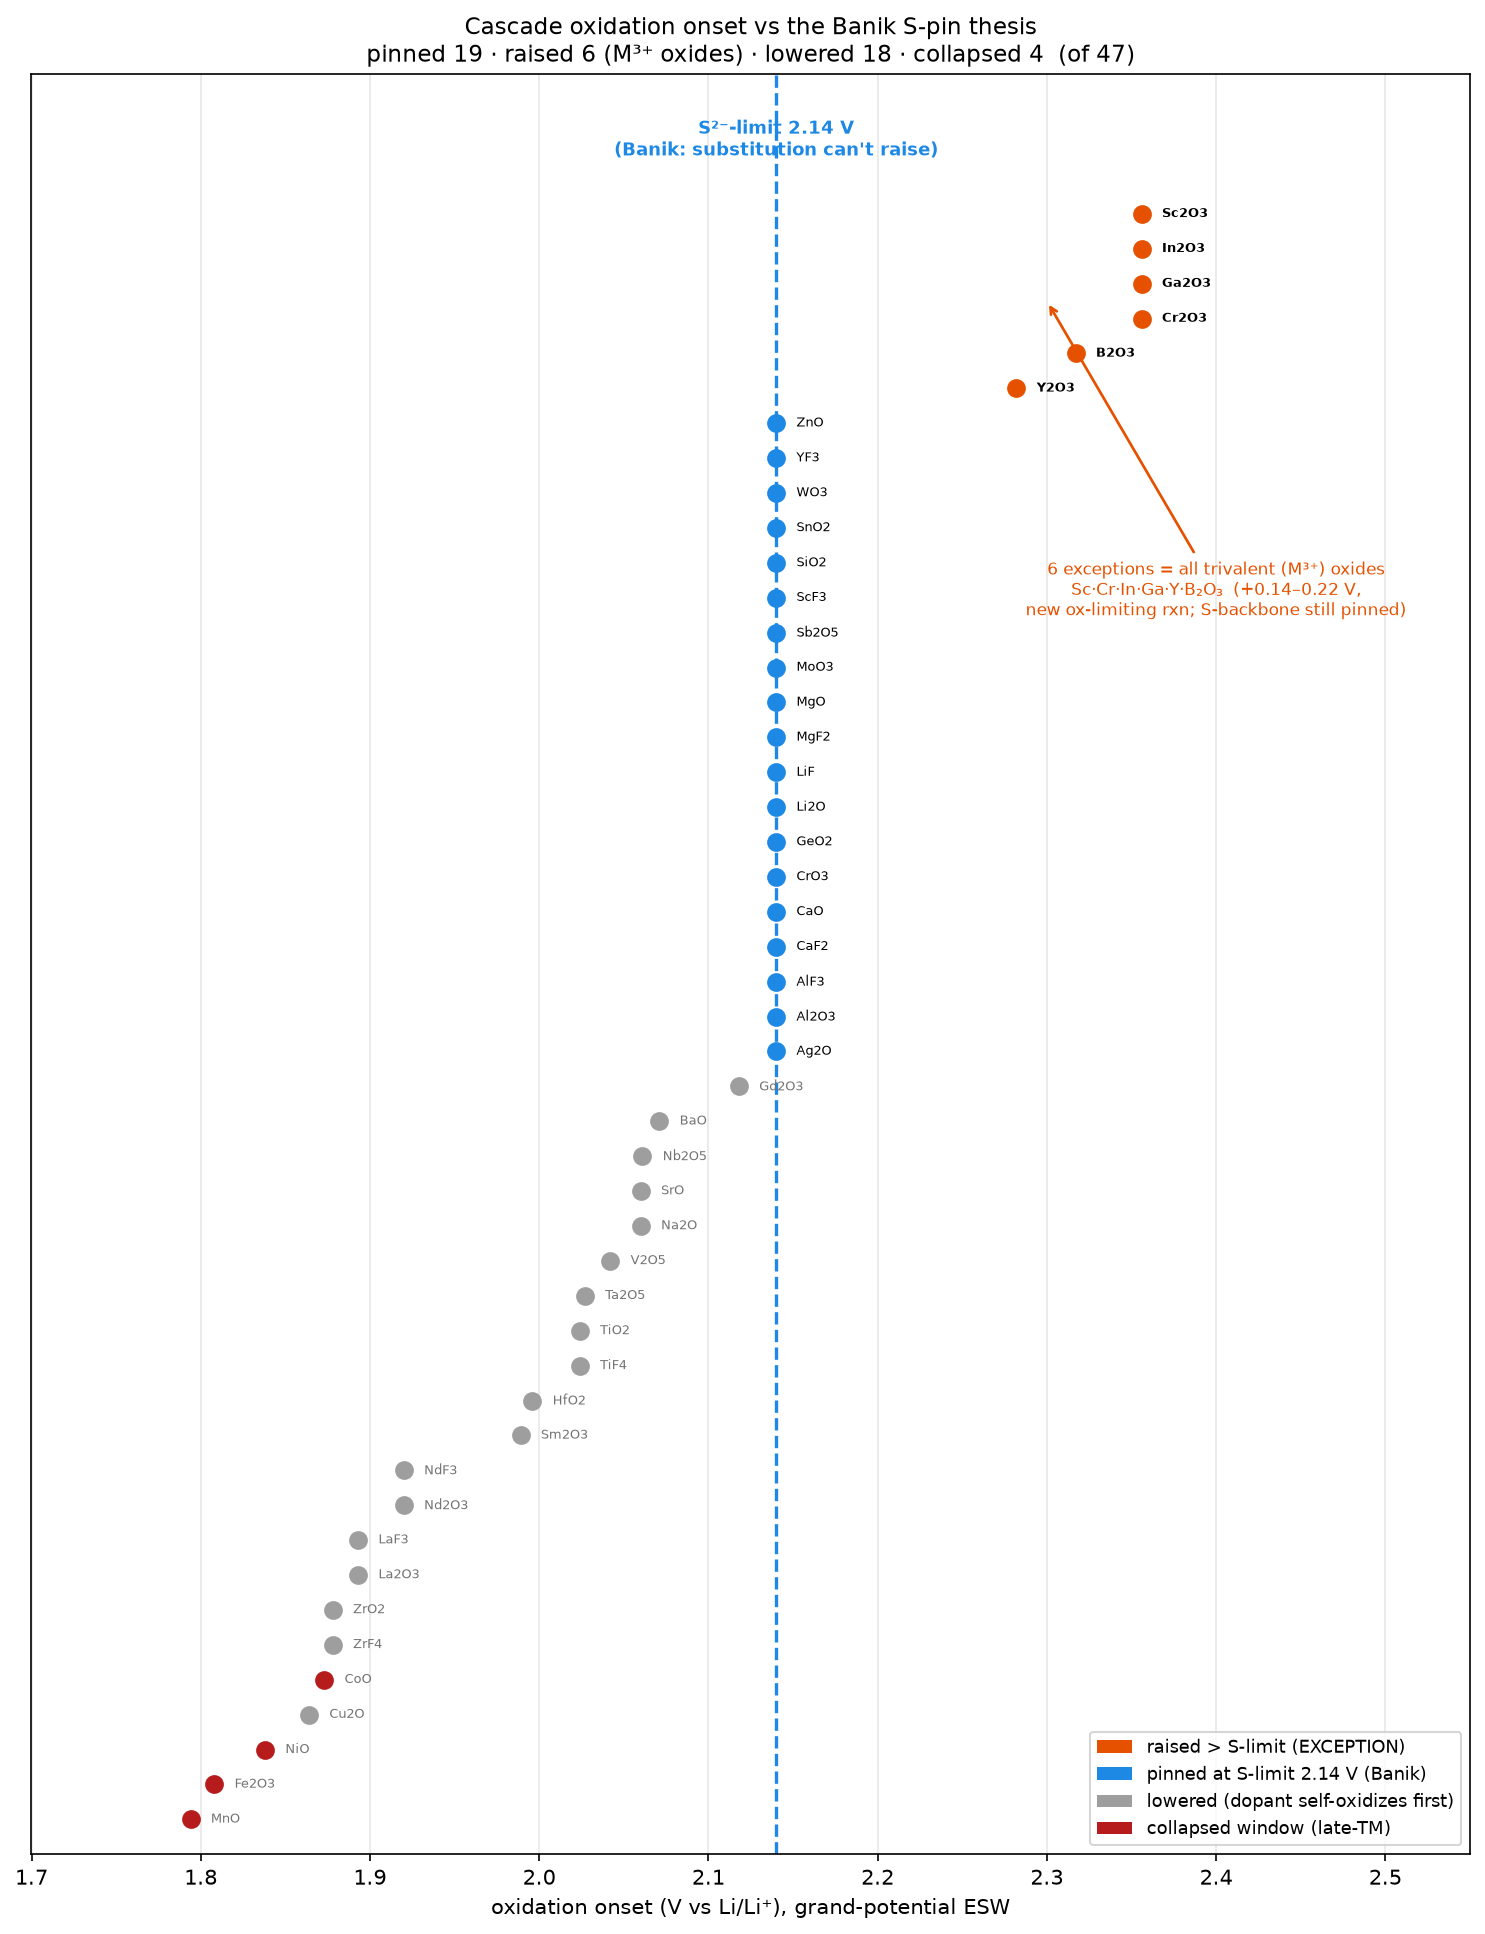 Cascade oxidation onset vs the Banik S-pin thesis
pinned 19 · raised 6 (M³⁺ oxides) · lowered 18 · collapsed 4 (of 47)
S²⁻-limit 2.14 V
(Banik: substitution can't raise)
Sc2O3
In2O3
Ga2O3
Cr2O3
B2O3
Y2O3
ZnO
YF3
WO3
SnO2
SiO2
6 exceptions = all trivalent (M³⁺) oxides
Sc·Cr·In·Ga·Y·B₂O₃ (+0.14–0.22 V,
new ox-limiting rxn; S-backbone still pinned)
ScF3
Sb2O5
MoO3
MgO
MgF2
LiF
Li2O
GeO2
CrO3
CaO
CaF2
AlF3
Al2O3
Ag2O
Gd2O3
BaO
Nb2O5
SrO
Na2O
V2O5
Ta2O5
TiO2
TiF4
HfO2
Sm2O3
NdF3
Nd2O3
LaF3
La2O3
ZrO2
ZrF4
CoO
Cu2O
NiO
Fe2O3
MnO
raised > S-limit (EXCEPTION)
pinned at S-limit 2.14 V (Banik)
lowered (dopant self-oxidizes first)
collapsed window (late-TM)
1.7 1.8 1.9 2.0 2.1 2.2 2.3 2.4 2.5
oxidation onset (V vs Li/Li⁺), grand-potential ESW